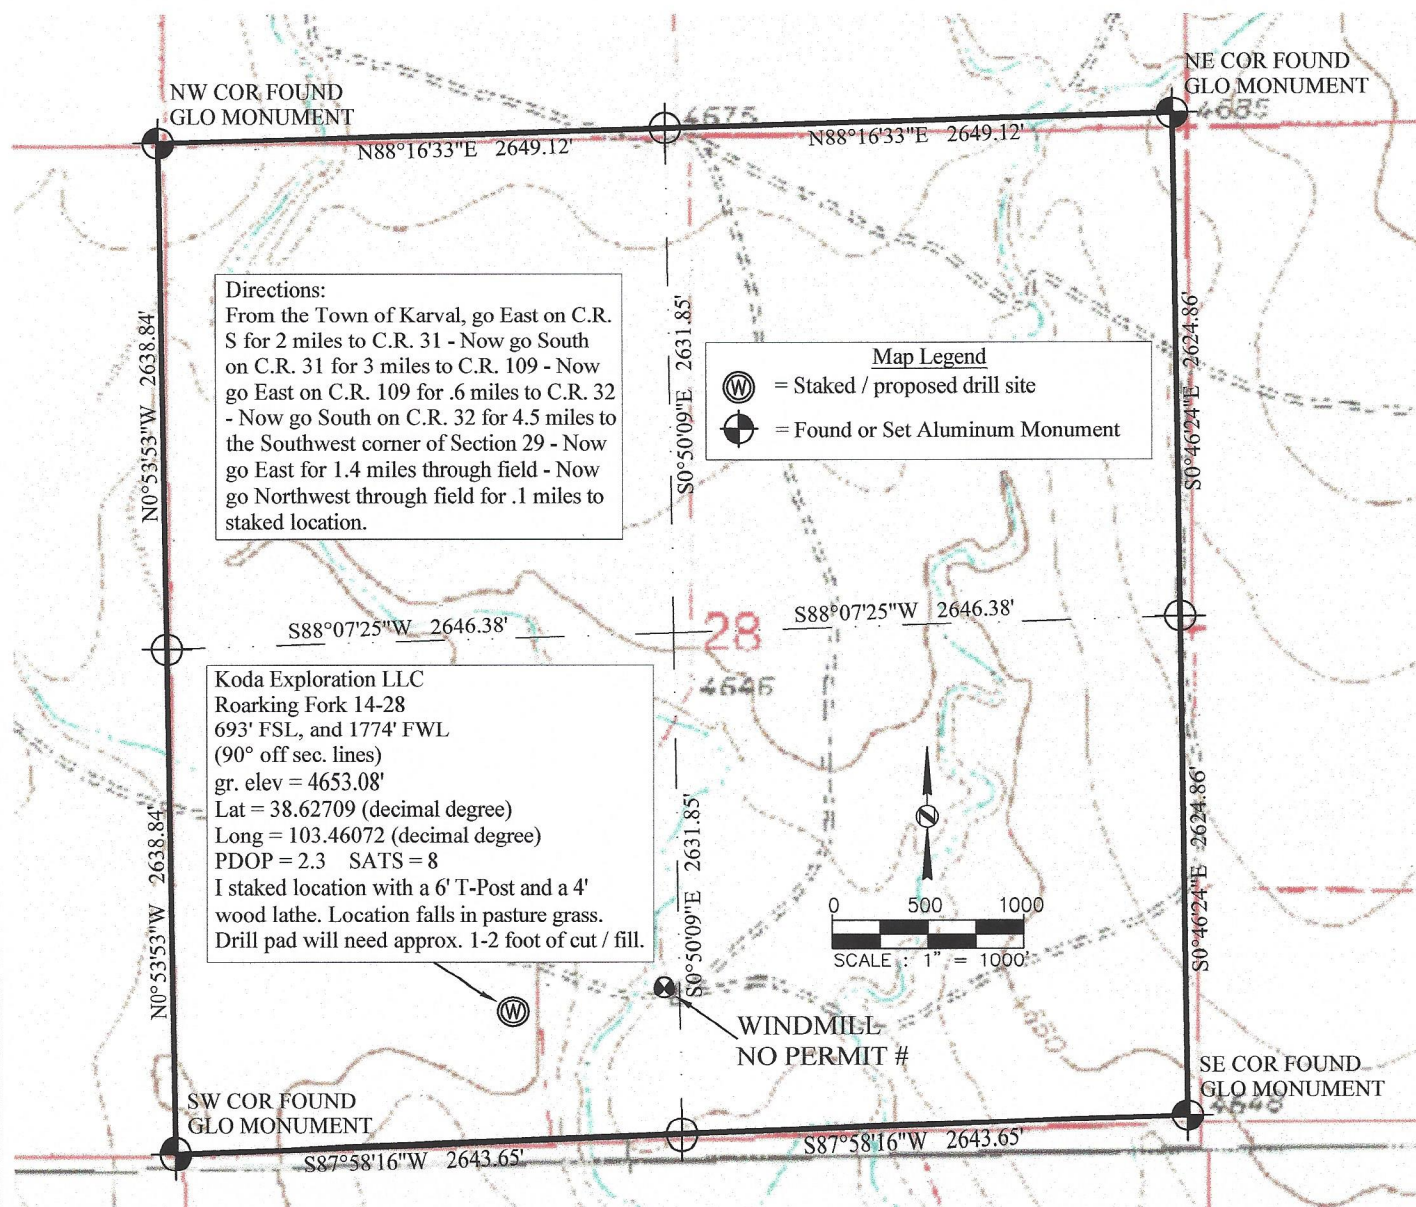 NW COR FOUND
GLO MONUMENT
NE COR FOUND
GLO MONUMENT
4675
4685
N88°16'33"E 2649.12'
N88°16'33"E 2649.12'
Directions:
From the Town of Karval, go East on C.R.
S for 2 miles to C.R. 31 - Now go South
on C.R. 31 for 3 miles to C.R. 109 - Now
go East on C.R. 109 for .6 miles to C.R. 32
- Now go South on C.R. 32 for 4.5 miles to
the Southwest corner of Section 29 - Now
go East for 1.4 miles through field - Now
go Northwest through field for .1 miles to
staked location.
N0°53'53"W 2638.84'
S0°50'09"E 2631.85'
S0°46'24"E 2624.86'
Map Legend
W = Staked / proposed drill site
= Found or Set Aluminum Monument
S88°07'25"W 2646.38'
28
S88°07'25"W 2646.38'
4646
Koda Exploration LLC
Roarking Fork 14-28
693' FSL, and 1774' FWL
(90° off sec. lines)
gr. elev = 4653.08'
Lat = 38.62709 (decimal degree)
Long = 103.46072 (decimal degree)
PDOP = 2.3 SATS = 8
I staked location with a 6' T-Post and a 4'
wood lathe. Location falls in pasture grass.
Drill pad will need approx. 1-2 foot of cut / fill.
N0°53'53"W 2638.84'
S0°50'09"E 2631.85'
S0°46'24"E 2624.86'
N
0 500 1000
SCALE : 1" = 1000'
W
WINDMILL
NO PERMIT #
4650
SW COR FOUND
GLO MONUMENT
SE COR FOUND
GLO MONUMENT
4648
S87°58'16"W 2643.65'
S87°58'16"W 2643.65'